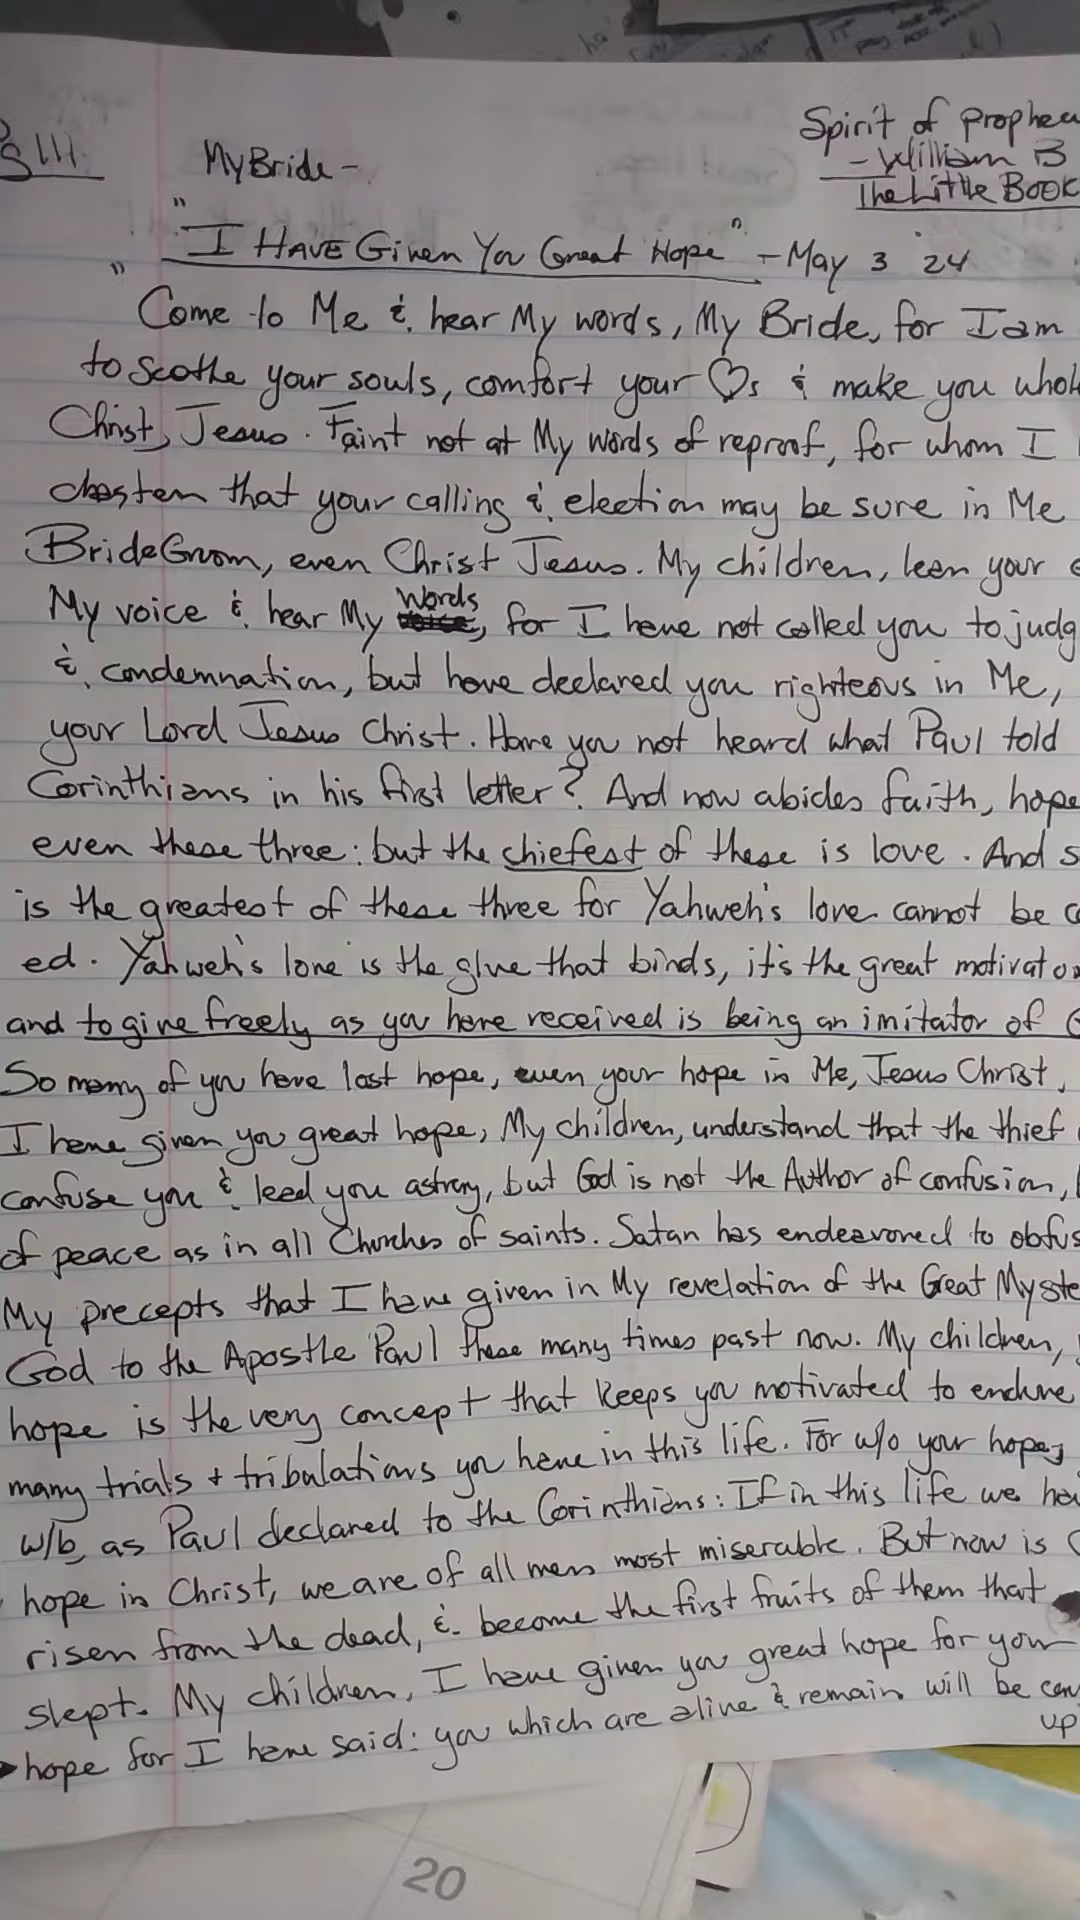 Spirit of Prophe
S 111.
My Bride -
- William B
The Little Book
"I HAVE Given You Great Hope" - May 3 '24
" Come to Me & hear My words, My Bride, for I am
to soothe your souls, comfort your ♡s & make you whol
Christ, Jesus. Faint not at My words of reproof, for whom I
chasten that your calling & election may be sure in Me
BrideGroom, even Christ Jesus. My children, lean your
My voice & hear My Words, for I have not called you to judg
&. condemnation, but have declared you righteous in Me,
your Lord Jesus Christ. Have you not heard what Paul told
Corinthians in his first letter? And now abides faith, hope
even these three: but the chiefest of these is love. And s
is the greatest of these three for Yahweh's love cannot be c
ed. Yahweh's love is the glue that binds, it's the great motivato
and to give freely as you have received is being an imitator of G
So many of you have lost hope, even your hope in Me, Jesus Christ,
I have given you great hope, My children, understand that the thief
confuse you & lead you astray, but God is not the Author of confusion,
of peace as in all Churches of saints. Satan has endeavored to obfus
My precepts that I have given in My revelation of the Great Myste
God to the Apostle Paul these many times past now. My children,
hope is the very concept that keeps you motivated to endure
many trials + tribulations you have in this life. For w/o your hope,
w/b, as Paul declared to the Corinthians: If in this life we ha
hope in Christ, we are of all men most miserable. But now is C
risen from the dead, & become the first fruits of them that
slept. My children, I have given you great hope for your
hope for I have said: you which are alive & remain will be
up
20